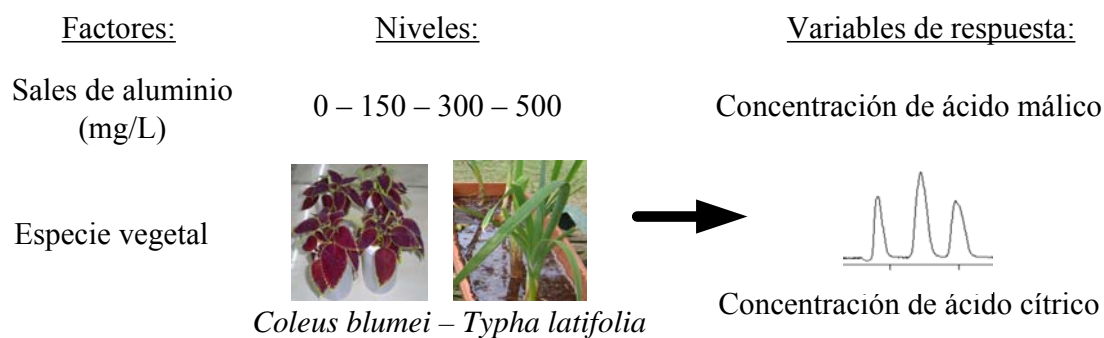 Factores:
Niveles:
Variables de respuesta:
Sales de aluminio
(mg/L)
0 – 150 – 300 – 500
Concentración de ácido málico
Especie vegetal
Coleus blumei – Typha latifolia
Concentración de ácido cítrico